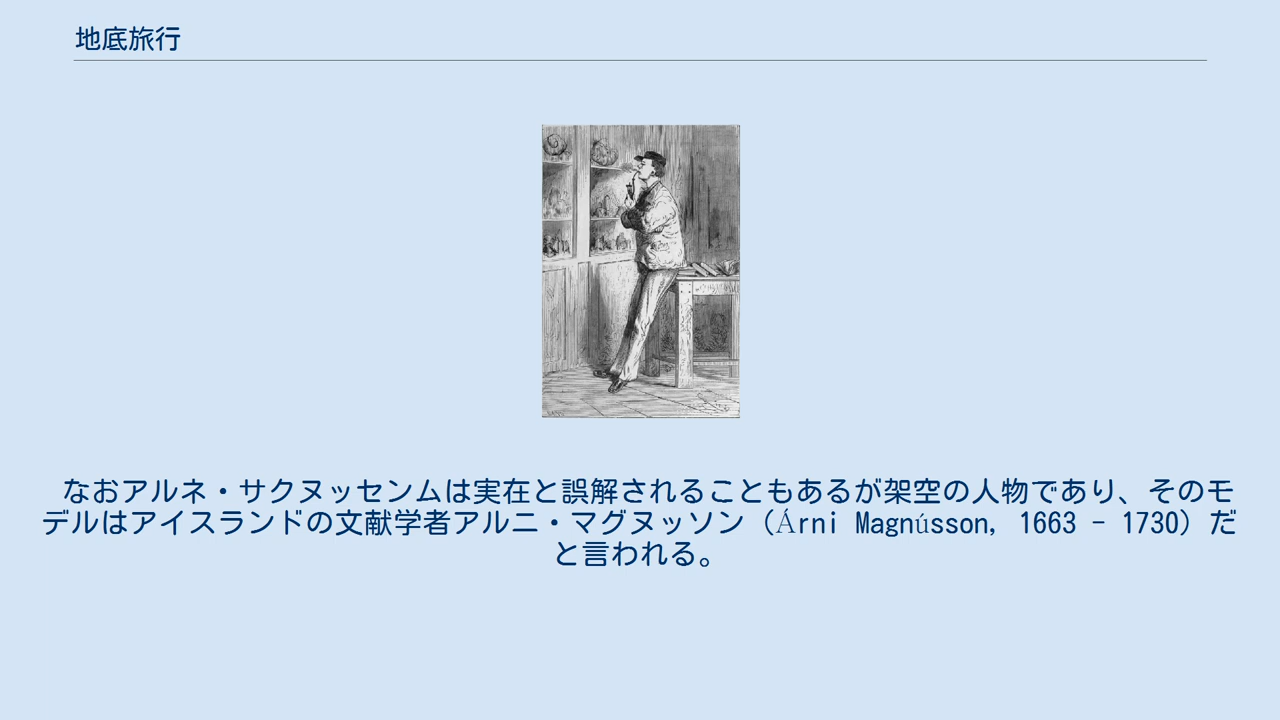 地底旅行
なおアルネ・サクヌッセンムは実在と誤解されることもあるが架空の人物であり、そのモ
デルはアイスランドの文献学者アルニ・マグヌッソン（Árni Magnússon, 1663 - 1730）だ
と言われる。